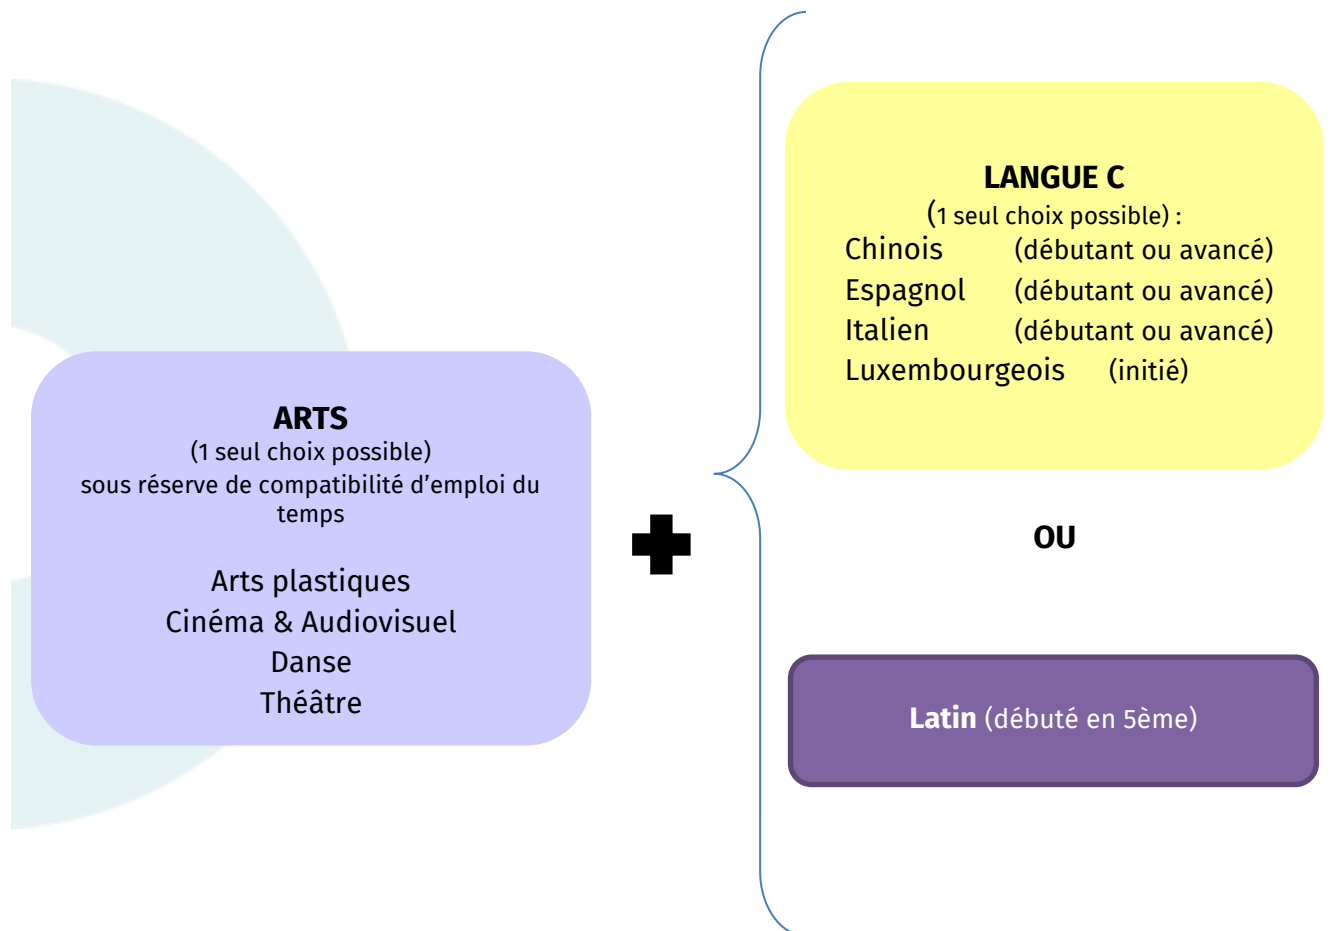 ARTS
(1 seul choix possible)
sous réserve de compatibilité d’emploi du
temps
Arts plastiques
Cinéma & Audiovisuel
Danse
Théâtre
LANGUE C
(1 seul choix possible) :
Chinois (débutant ou avancé)
Espagnol (débutant ou avancé)
Italien (débutant ou avancé)
Luxembourgeois (initié)
OU
Latin (débuté en 5ème)